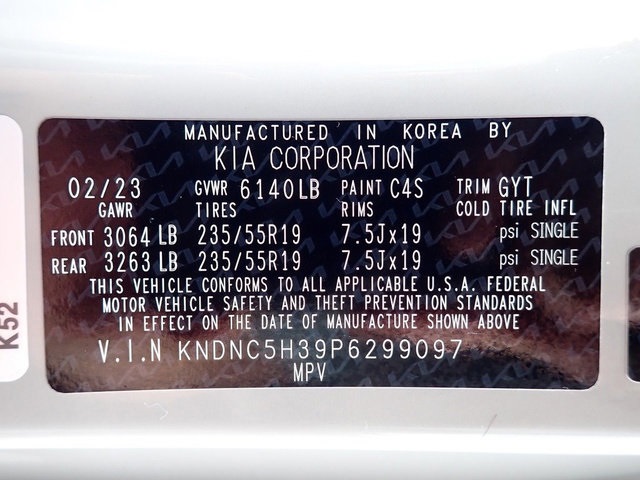 MANUFACTURED IN KOREA BY
KIA CORPORATION
02/23 GVWR 6140LB PAINT C4S TRIM GYT
GAWR TIRES RIMS COLD TIRE INFL
FRONT 3064 LB 235/55R19 7.5Jx19 psi SINGLE
REAR 3263 LB 235/55R19 7.5Jx19 psi SINGLE
THIS VEHICLE CONFORMS TO ALL APPLICABLE U.S.A. FEDERAL
MOTOR VEHICLE SAFETY AND THEFT PREVENTION STANDARDS
IN EFFECT ON THE DATE OF MANUFACTURE SHOWN ABOVE
V.I.N KNDNC5H39P6299097
MPV
K52